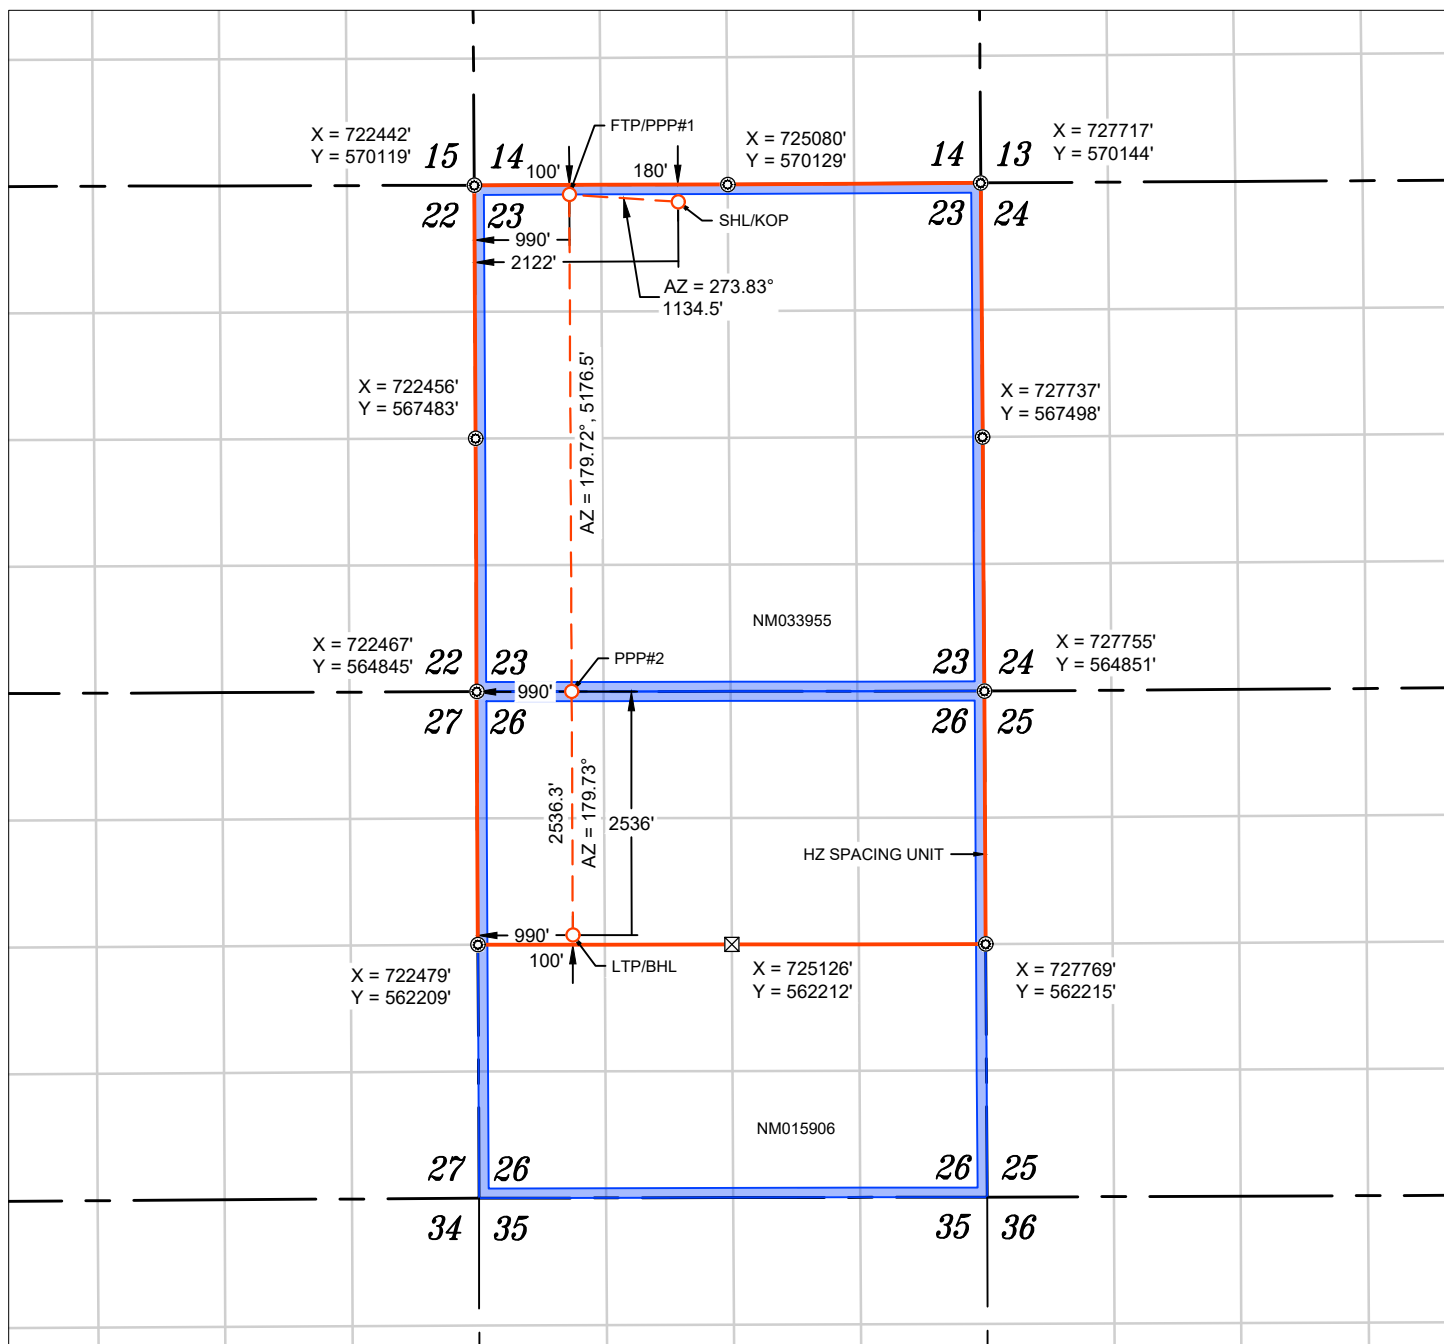 X = 722442'
Y = 570119'
15
14
FTP/PPP#1
100'
180'
X = 725080'
Y = 570129'
14
13
X = 727717'
Y = 570144'
22
23
SHL/KOP
23
24
990'
2122'
AZ = 273.83°
1134.5'
X = 722456'
Y = 567483'
AZ = 179.72°, 5176.5'
X = 727737'
Y = 567498'
NM033955
X = 722467'
Y = 564845'
22
23
PPP#2
23
24
X = 727755'
Y = 564851'
990'
27
26
26
25
2536.3'
AZ = 179.73°
2536'
HZ SPACING UNIT
990'
100'
LTP/BHL
X = 722479'
Y = 562209'
X = 725126'
Y = 562212'
X = 727769'
Y = 562215'
NM015906
27
26
26
25
34
35
35
36